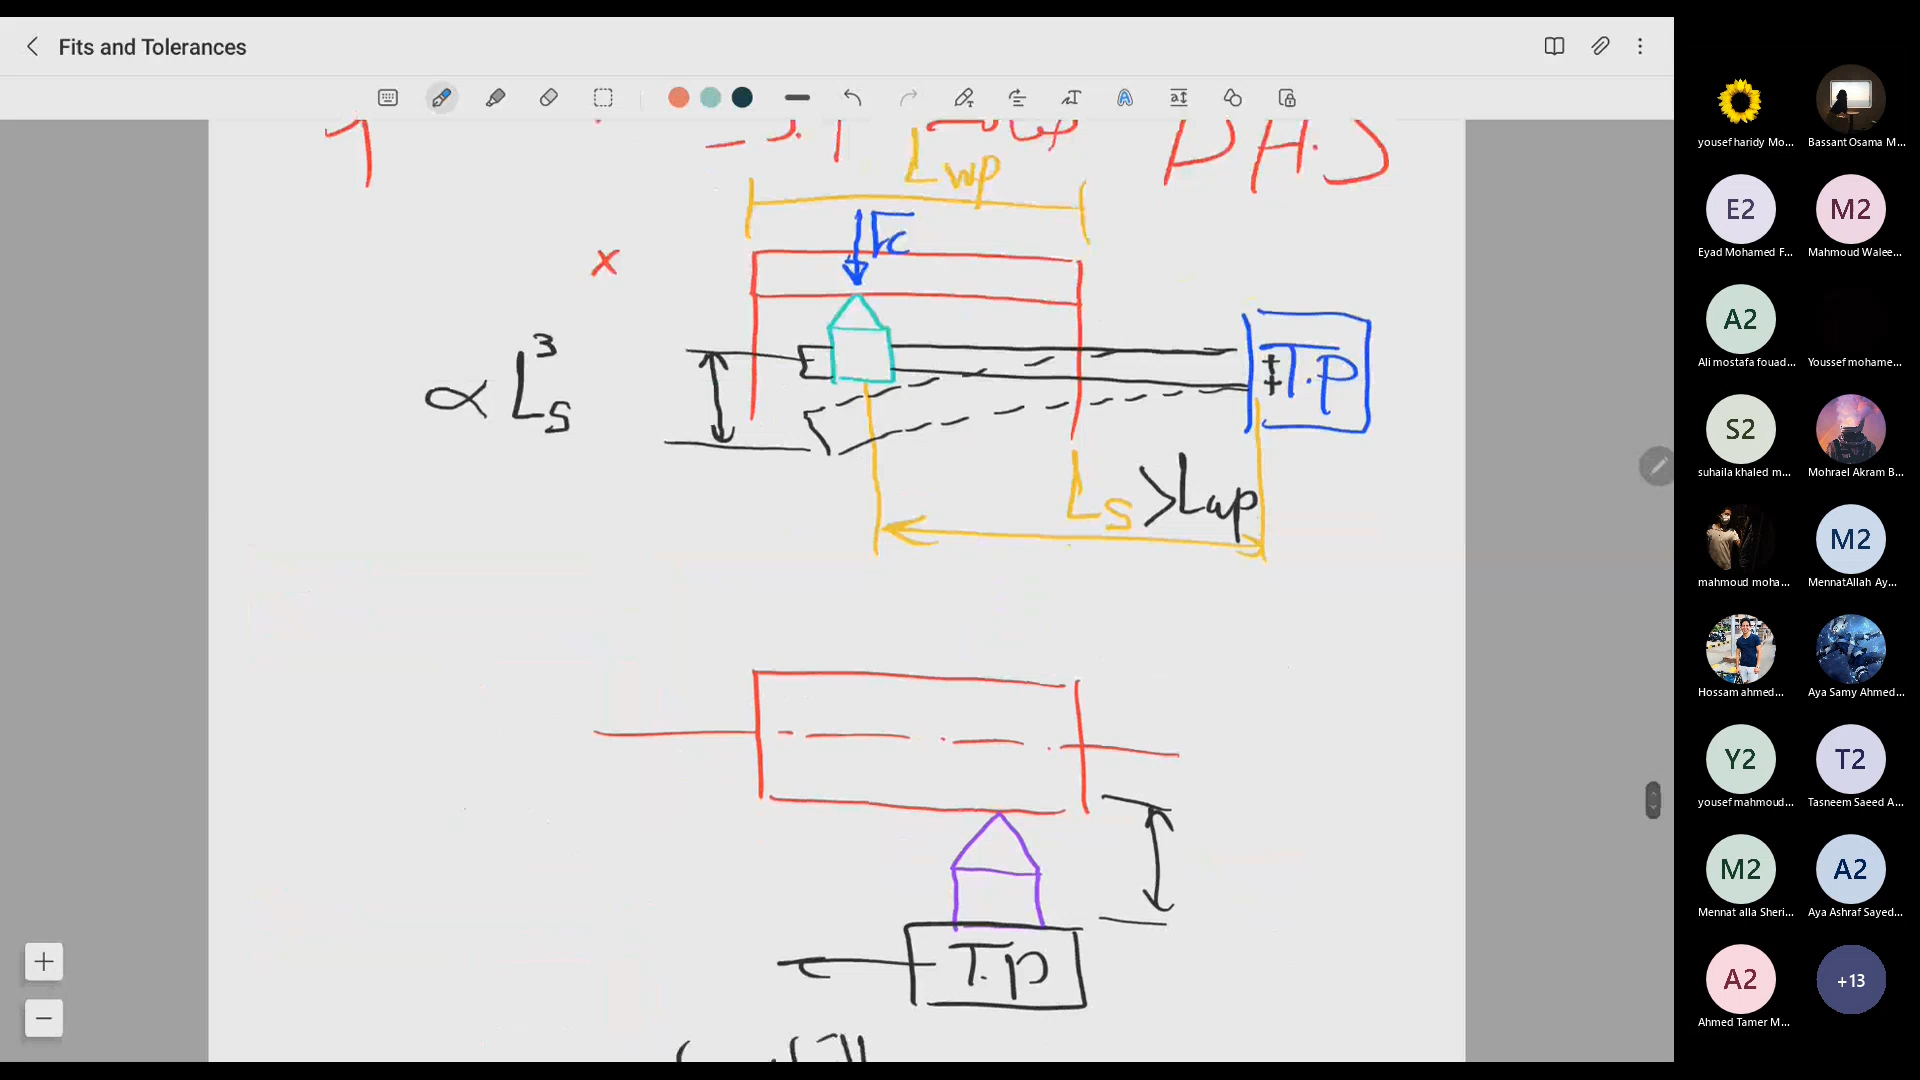 Fits and Tolerances
Lwp
Fc
x
∝ Ls³
T.P
Ls > Lwp
T.P
yousef haridy Mo...
Bassant Osama M...
E2
M2
Eyad Mohamed F...
Mahmoud Walee...
A2
Ali mostafa fouad...
Youssef mohame...
S2
suhaila khaled m...
Mohrael Akram B...
M2
mahmoud moha...
MennatAllah Ay...
Hossam ahmed...
Aya Samy Ahmed...
Y2
T2
yousef mahmoud...
Tasneem Saeed A...
M2
A2
Mennat alla Sheri...
Aya Ashraf Sayed...
A2
+13
Ahmed Tamer M...